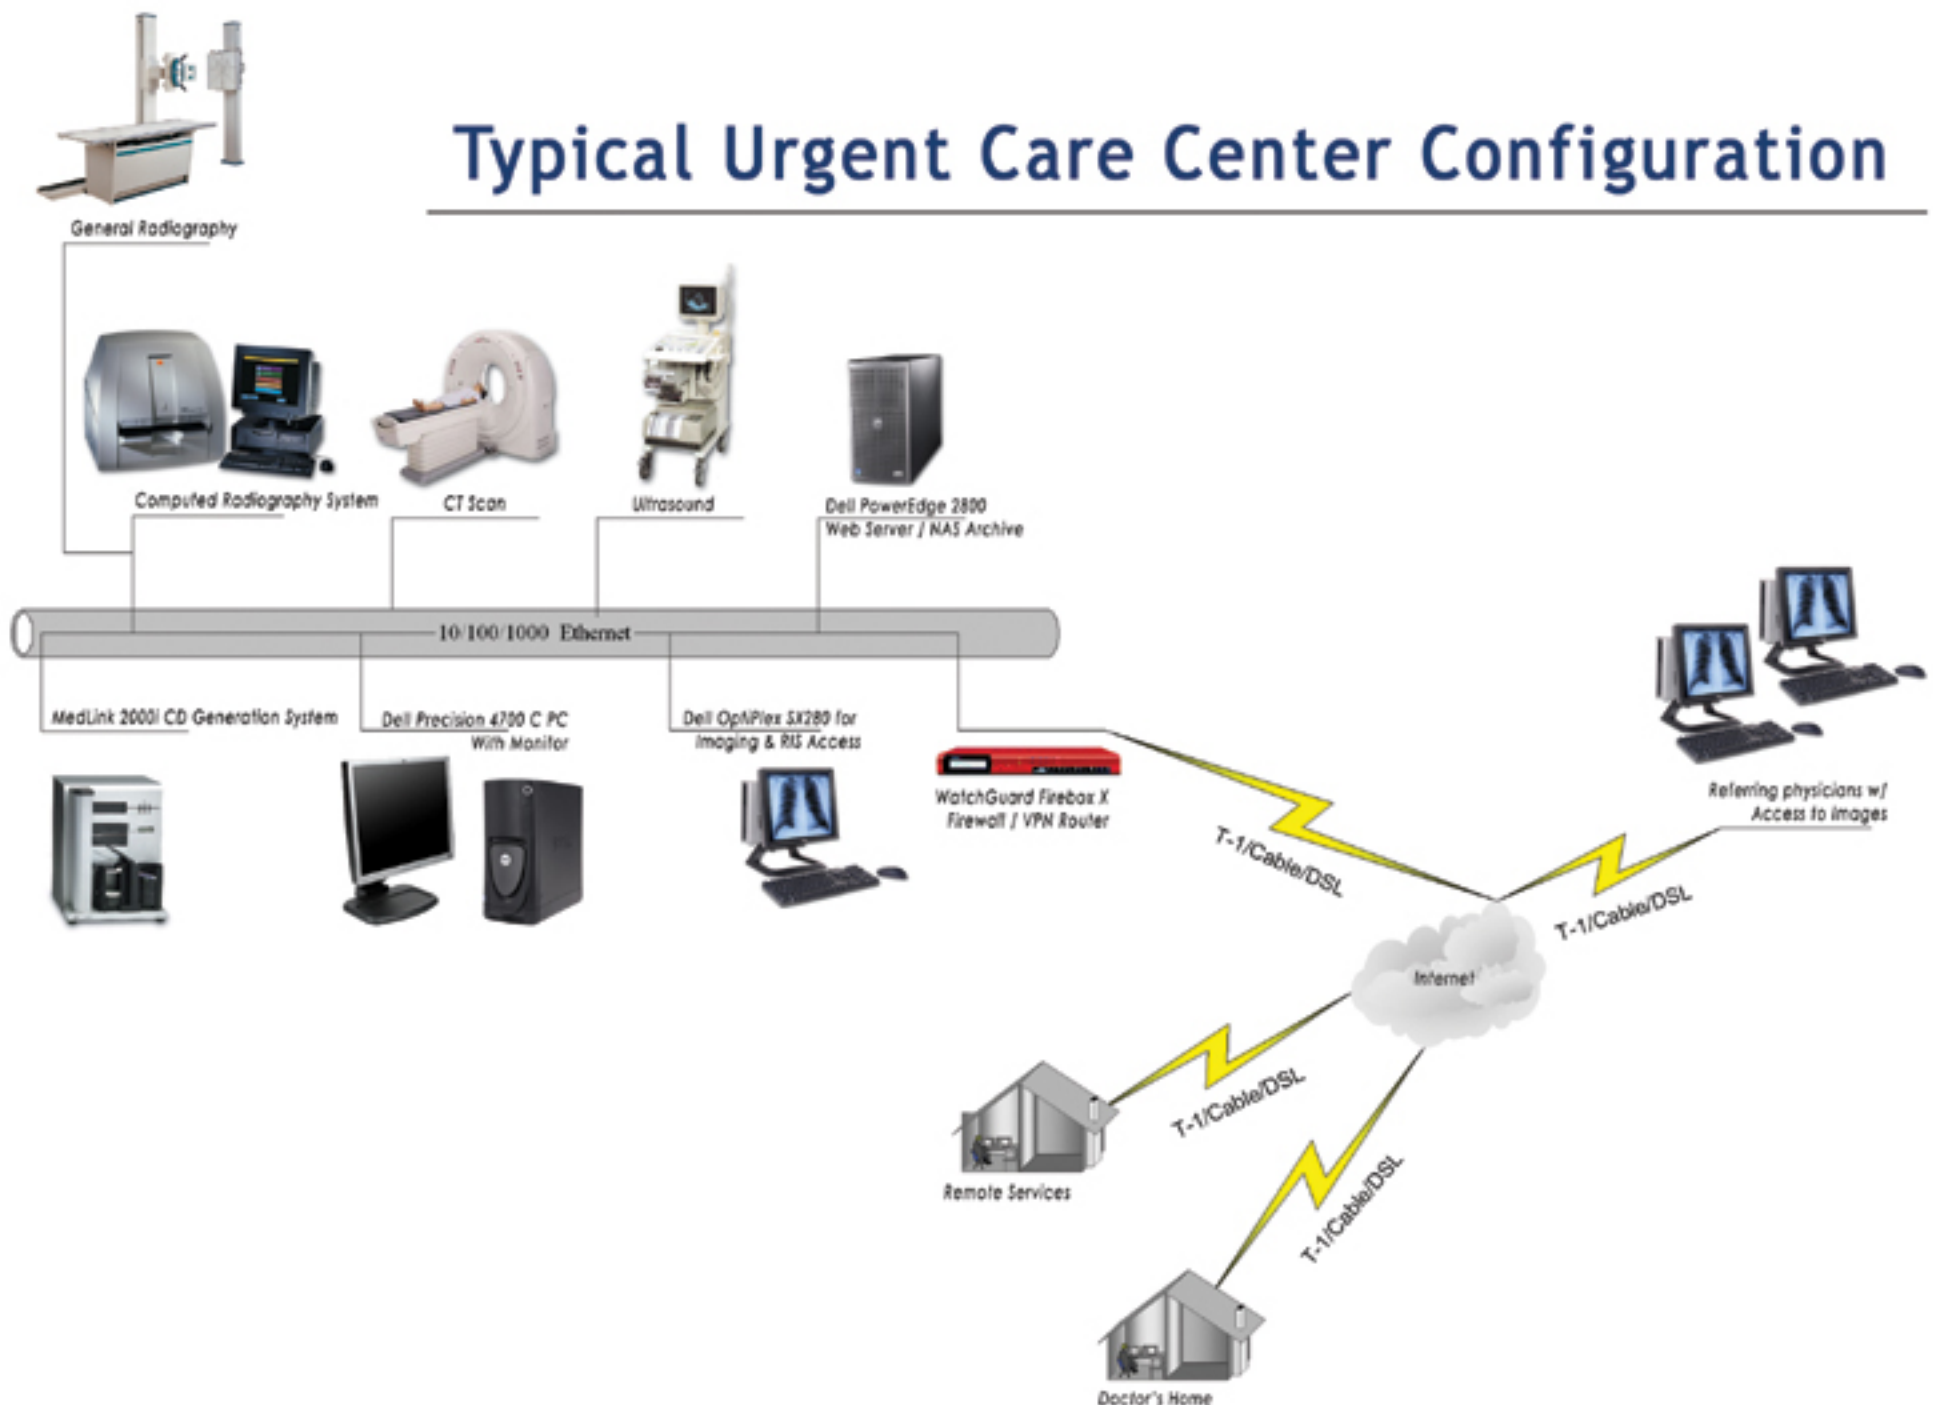 Typical Urgent Care Center Configuration
General Radiography
Computed Radiography System
CT Scan
Ultrasound
Dell PowerEdge 2800
Web Server / NAS Archive
10/100/1000 Ethernet
MedLink 2000i CD Generation System
Dell Precision 4700 C PC
With Monitor
Dell OptiPlex SX280 for
Imaging & RIS Access
WatchGuard Firebox X
Firewall / VPN Router
T-1/Cable/DSL
Referring physicians w/
Access to Images
T-1/Cable/DSL
Internet
T-1/Cable/DSL
Remote Services
T-1/Cable/DSL
Doctor's Home